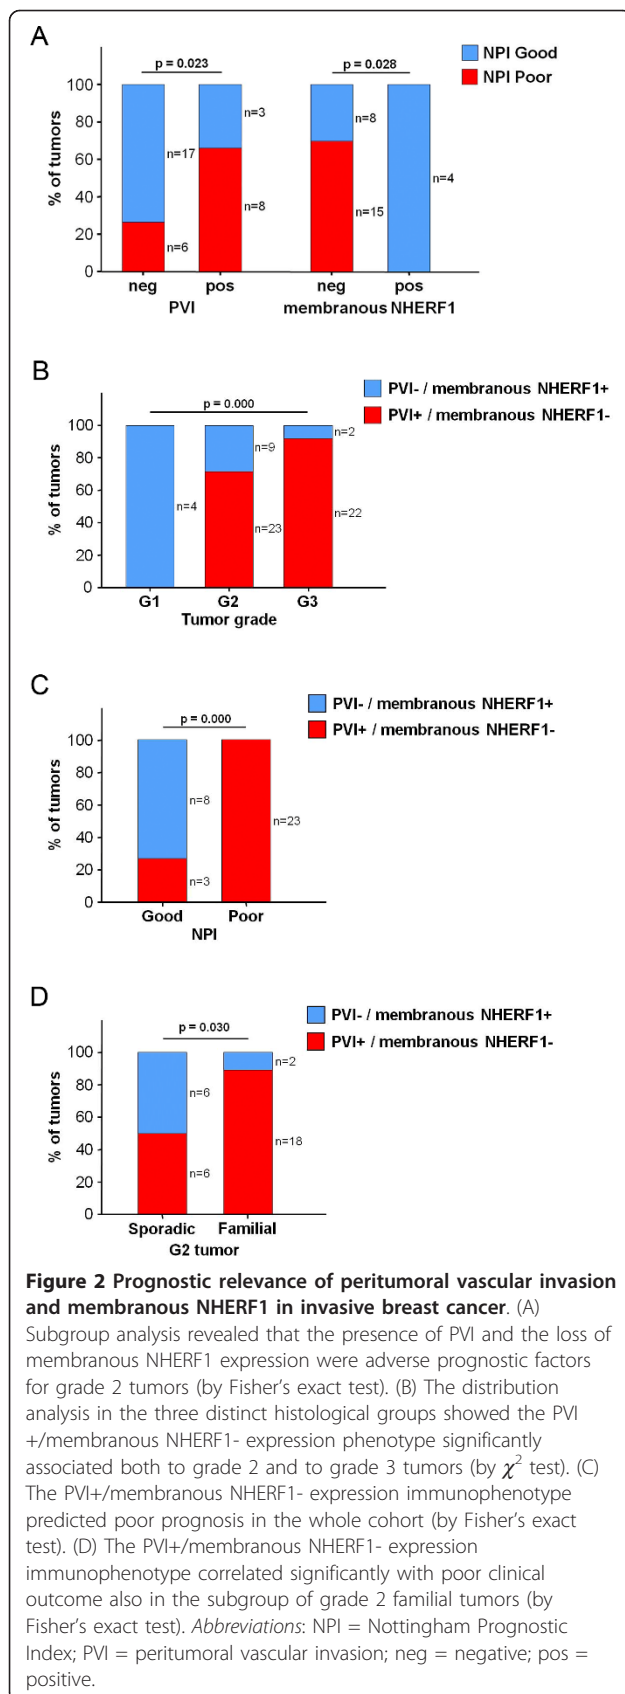 A
p = 0.023
p = 0.028
NPI Good
NPI Poor
100
80
60
40
20
0
% of tumors
n=17
n=6
n=3
n=8
n=8
n=15
n=4
neg
pos
neg
pos
PVI
membranous NHERF1
B
PVI- / membranous NHERF1+
PVI+ / membranous NHERF1-
p = 0.000
100
80
60
40
20
0
% of tumors
n=4
n=9
n=23
n=2
n=22
G1
G2
G3
Tumor grade
C
PVI- / membranous NHERF1+
PVI+ / membranous NHERF1-
p = 0.000
100
80
60
40
20
0
% of tumors
n=8
n=3
n=23
Good
Poor
NPI
D
PVI- / membranous NHERF1+
PVI+ / membranous NHERF1-
p = 0.030
100
80
60
40
20
0
% of tumors
n=6
n=6
n=2
n=18
Sporadic
Familial
G2 tumor
Figure 2 Prognostic relevance of peritumoral vascular invasion
and membranous NHERF1 in invasive breast cancer. (A)
Subgroup analysis revealed that the presence of PVI and the loss of
membranous NHERF1 expression were adverse prognostic factors
for grade 2 tumors (by Fisher's exact test). (B) The distribution
analysis in the three distinct histological groups showed the PVI
+/membranous NHERF1- expression phenotype significantly
associated both to grade 2 and to grade 3 tumors (by χ² test). (C)
The PVI+/membranous NHERF1- expression immunophenotype
predicted poor prognosis in the whole cohort (by Fisher's exact
test). (D) The PVI+/membranous NHERF1- expression
immunophenotype correlated significantly with poor clinical
outcome also in the subgroup of grade 2 familial tumors (by
Fisher's exact test). Abbreviations: NPI = Nottingham Prognostic
Index; PVI = peritumoral vascular invasion; neg = negative; pos =
positive.